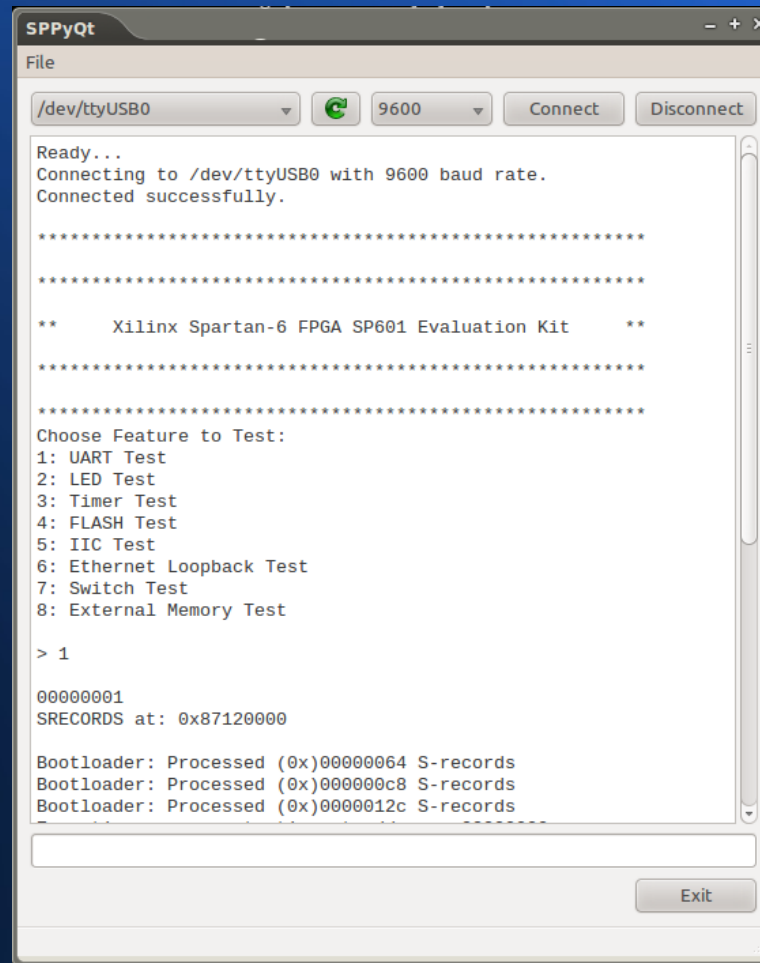 SPPyQt
File
/dev/ttyUSB0 9600 Connect Disconnect
Ready...
Connecting to /dev/ttyUSB0 with 9600 baud rate.
Connected successfully.
********************************************************
********************************************************
** Xilinx Spartan-6 FPGA SP601 Evaluation Kit **
********************************************************
********************************************************
Choose Feature to Test:
1: UART Test
2: LED Test
3: Timer Test
4: FLASH Test
5: IIC Test
6: Ethernet Loopback Test
7: Switch Test
8: External Memory Test
> 1
00000001
SRECORDS at: 0x87120000
Bootloader: Processed (0x)00000064 S-records
Bootloader: Processed (0x)000000c8 S-records
Bootloader: Processed (0x)0000012c S-records
Exit